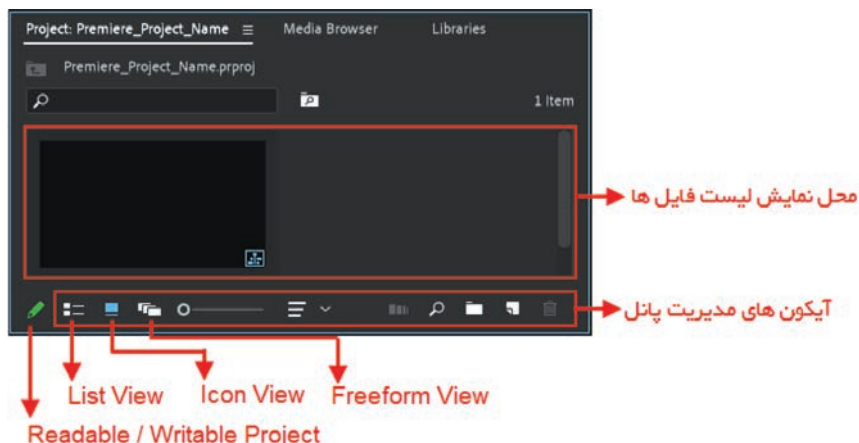 Project: Premiere_Project_Name Media Browser Libraries
Premiere_Project_Name.prproj
1 Item
محل نمایش لیست فایل ها
آیکون های مدیریت پانل
List View Icon View Freeform View
Readable / Writable Project